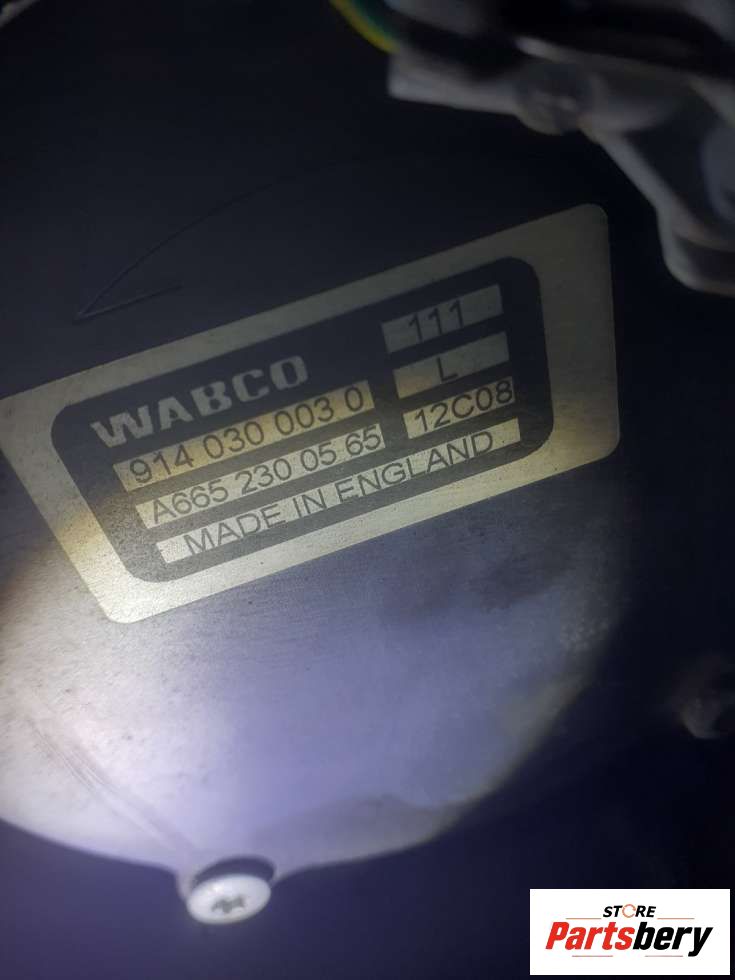 WABCO 111
914 030 003 0 L
A665 230 05 65 12C08
MADE IN ENGLAND
STORE
Partsbery